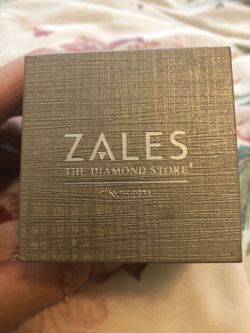 ZALES
THE DIAMOND STORE®
SINCE 1924